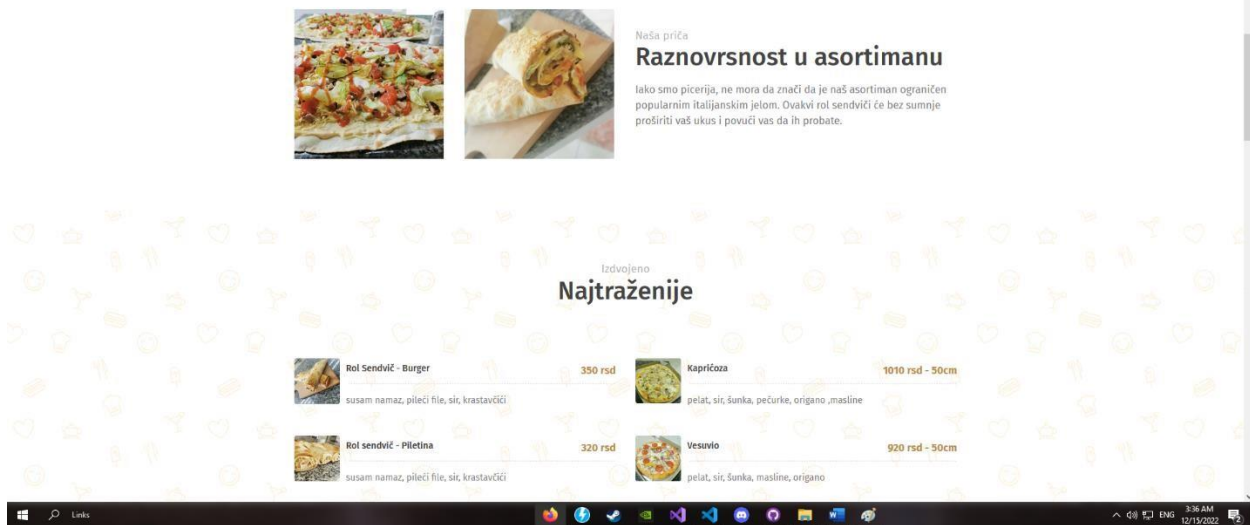 Naša priča
Raznovrsnost u asortimanu
Iako smo picerija, ne mora da znači da je naš asortiman ograničen
popularnim italijanskim jelom. Ovakvi rol sendviči će bez sumnje
proširiti vaš ukus i povući vas da ih probate.
Izdvojeno
Najtraženije
Rol Sendvič - Burger 350 rsd
susam namaz, pileći file, sir, krastavčići
Kapričoza 1010 rsd - 50cm
pelat, sir, šunka, pečurke, origano ,masline
Rol sendvič - Piletina 320 rsd
susam namaz, pileći file, sir, krastavčići
Vesuvio 920 rsd - 50cm
pelat, sir, šunka, masline, origano
Links
ENG
3:36 AM
12/15/2022